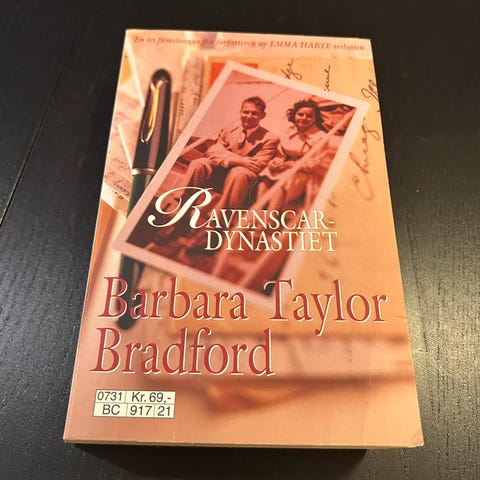 En ny familiesaga fra forfatteren av EMMA HARTE-trilogien
RAVENSCAR-
DYNASTIET
Barbara Taylor
Bradford
0731 Kr. 69,-
BC 917 21
Chicago